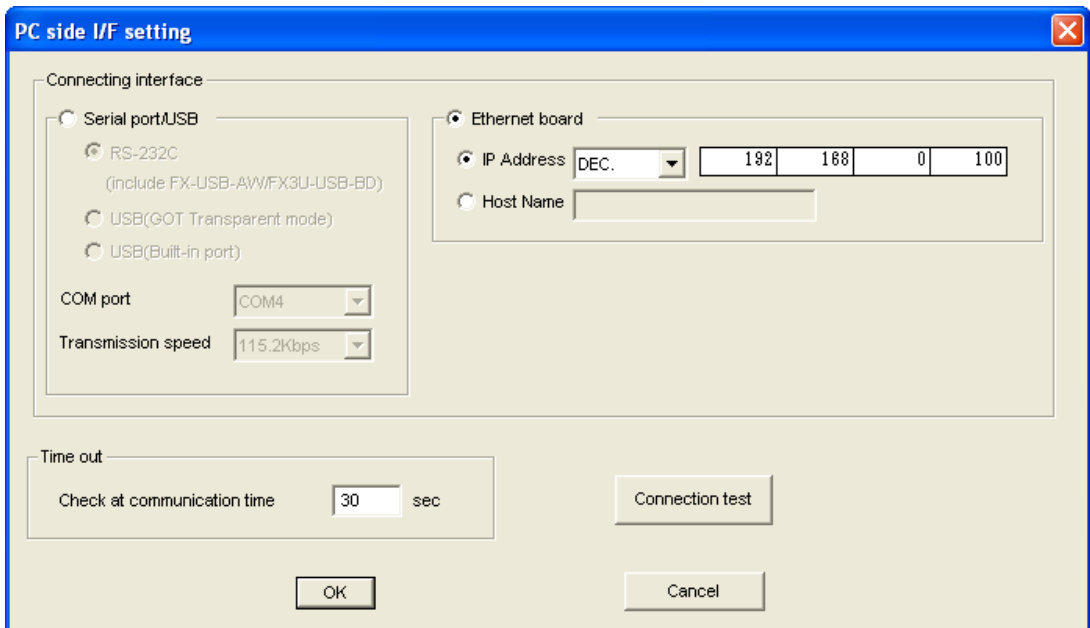 PC side I/F setting
Connecting interface
Serial port/USB
RS-232C
(include FX-USB-AW/FX3U-USB-BD)
USB(GOT Transparent mode)
USB(Built-in port)
COM port COM4
Transmission speed 115.2Kbps
Ethernet board
IP Address DEC. 192 168 0 100
Host Name
Time out
Check at communication time 30 sec
Connection test
OK Cancel